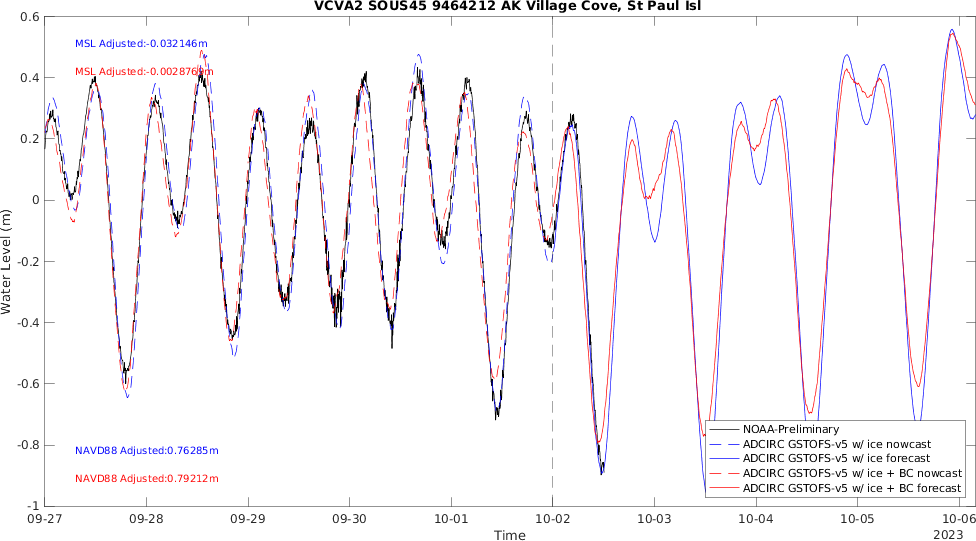 VCVA2 SOUS45 9464212 AK Village Cove, St Paul Isl
0.6
0.4
0.2
0
-0.2
-0.4
-0.6
-0.8
-1
Water Level (m)
MSL Adjusted:-0.032146m
MSL Adjusted:-0.0028769m
NAVD88 Adjusted:0.76285m
NAVD88 Adjusted:0.79212m
NOAA-Preliminary
ADCIRC GSTOFS-v5 w/ ice nowcast
ADCIRC GSTOFS-v5 w/ ice forecast
ADCIRC GSTOFS-v5 w/ ice + BC nowcast
ADCIRC GSTOFS-v5 w/ ice + BC forecast
09-27 09-28 09-29 09-30 10-01 10-02 10-03 10-04 10-05 10-06
Time
2023